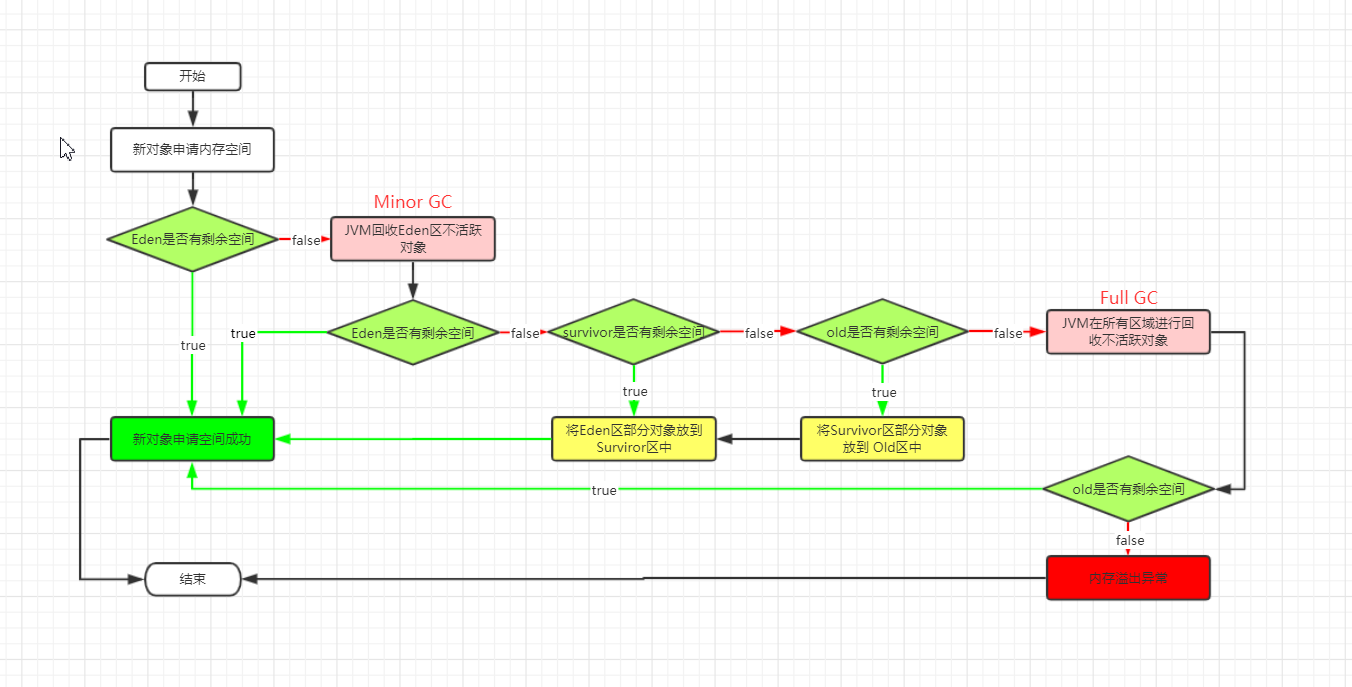 开始
新对象申请内存空间
Minor GC
Eden是否有剩余空间
false
JVM回收Eden区不活跃
对象
Full GC
true
true
Eden是否有剩余空间
false
survivor是否有剩余空间
false
old是否有剩余空间
false
JVM在所有区域进行回
收不活跃对象
true
true
新对象申请空间成功
将Eden区部分对象放到
Surviror区中
将Survivor区部分对象
放到 Old区中
true
old是否有剩余空间
false
结束
内存溢出异常